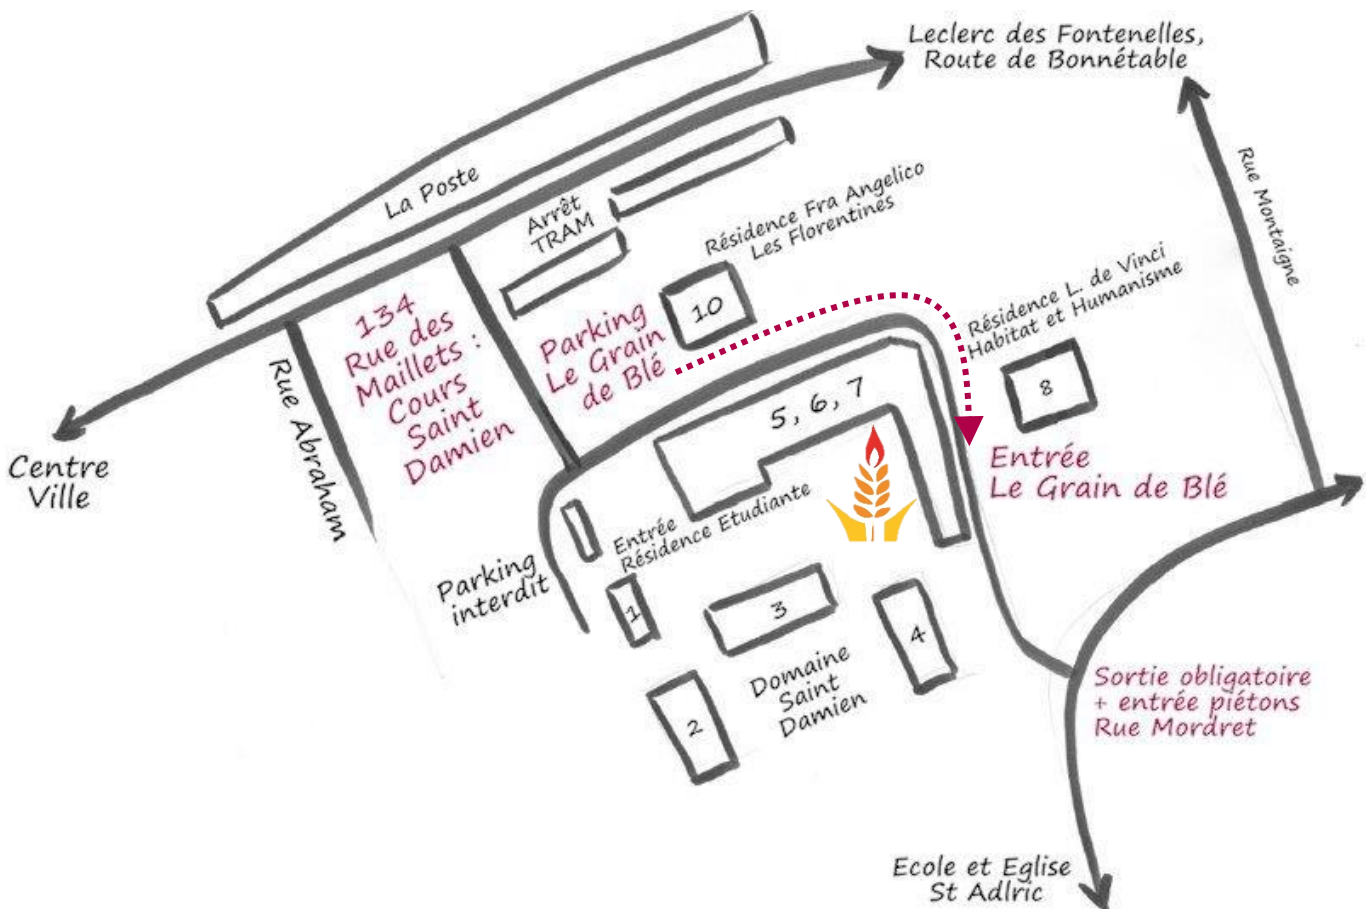 Leclerc des Fontenelles,
Route de Bonnétable
La Poste
Arrêt
TRAM
Résidence Fra Angelico
Les Florentines
Rue Montaigne
134
Rue des
Maillets :
Cours
Saint
Damien
Parking
Le Grain
de Blé
10
Résidence L. de Vinci
Habitat et Humanisme
8
5, 6, 7
Rue Abraham
Centre
Ville
Entrée
Le Grain de Blé
Entrée
Résidence Etudiante
Parking
interdit
1
3
4
2
Domaine
Saint
Damien
Sortie obligatoire
+ entrée piétons
Rue Mordret
Ecole et Eglise
St Adlric